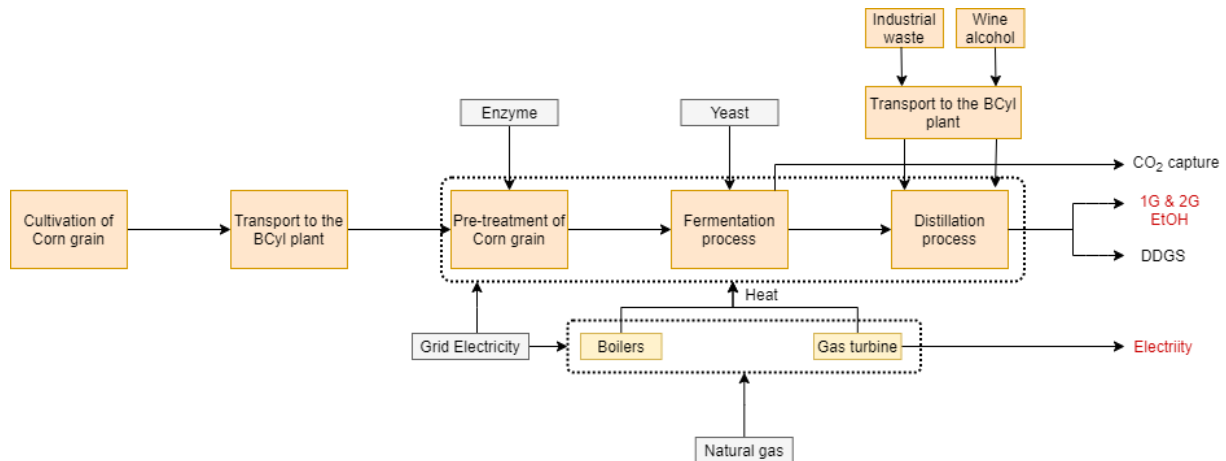 Industrial
waste
Wine
alcohol
Transport to the BCyl
plant
Enzyme
Yeast
CO₂ capture
Cultivation of
Corn grain
Transport to the
BCyl plant
Pre-treatment of
Corn grain
Fermentation
process
Distillation
process
1G & 2G
EtOH
DDGS
Heat
Grid Electricity
Boilers
Gas turbine
Electriity
Natural gas